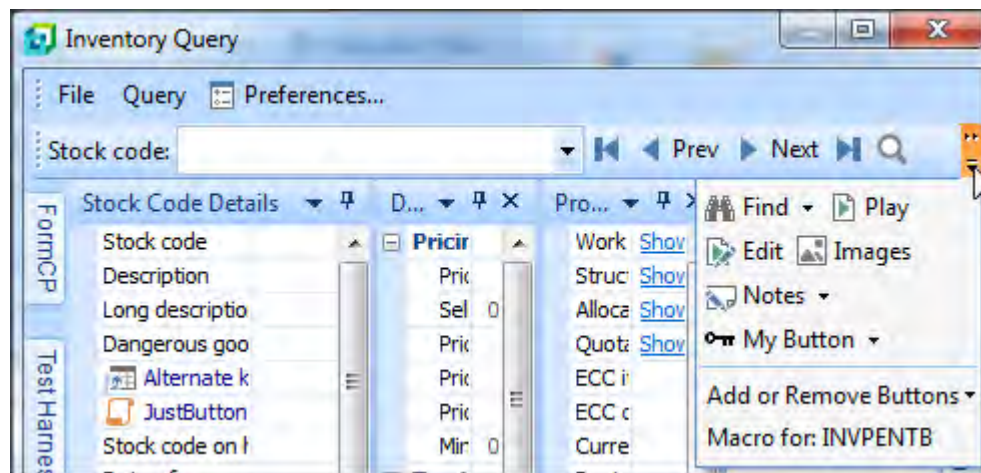 Inventory Query
File Query Preferences...
Stock code: Prev Next
FormCP
Test Harnes
Stock Code Details D... Pro...
Stock code Pricin Work Show
Description Pric Struc Show
Long descriptio Sel 0 Alloca Show
Dangerous goo Pric Quota Show
Alternate k Pric ECC i
JustButton Pric ECC c
Stock code on h Min 0 Curre
Find Play
Edit Images
Notes
My Button
Add or Remove Buttons
Macro for: INVPENTB